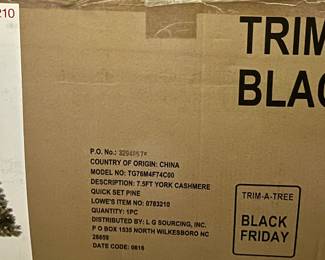 210
TRIM
BLAC
P.O. No.:
COUNTRY OF ORIGIN: CHINA
MODEL NO: TG76M4F74C00
DESCRIPTION: 7.5FT YORK CASHMERE
QUICK SET PINE
LOWE'S ITEM NO: 0783210
QUANTITY: 1PC
DISTRIBUTED BY: L G SOURCING, INC.
P O BOX 1535 NORTH WILKESBORO NC
28659
DATE CODE: 0616
TRIM-A-TREE
BLACK
FRIDAY